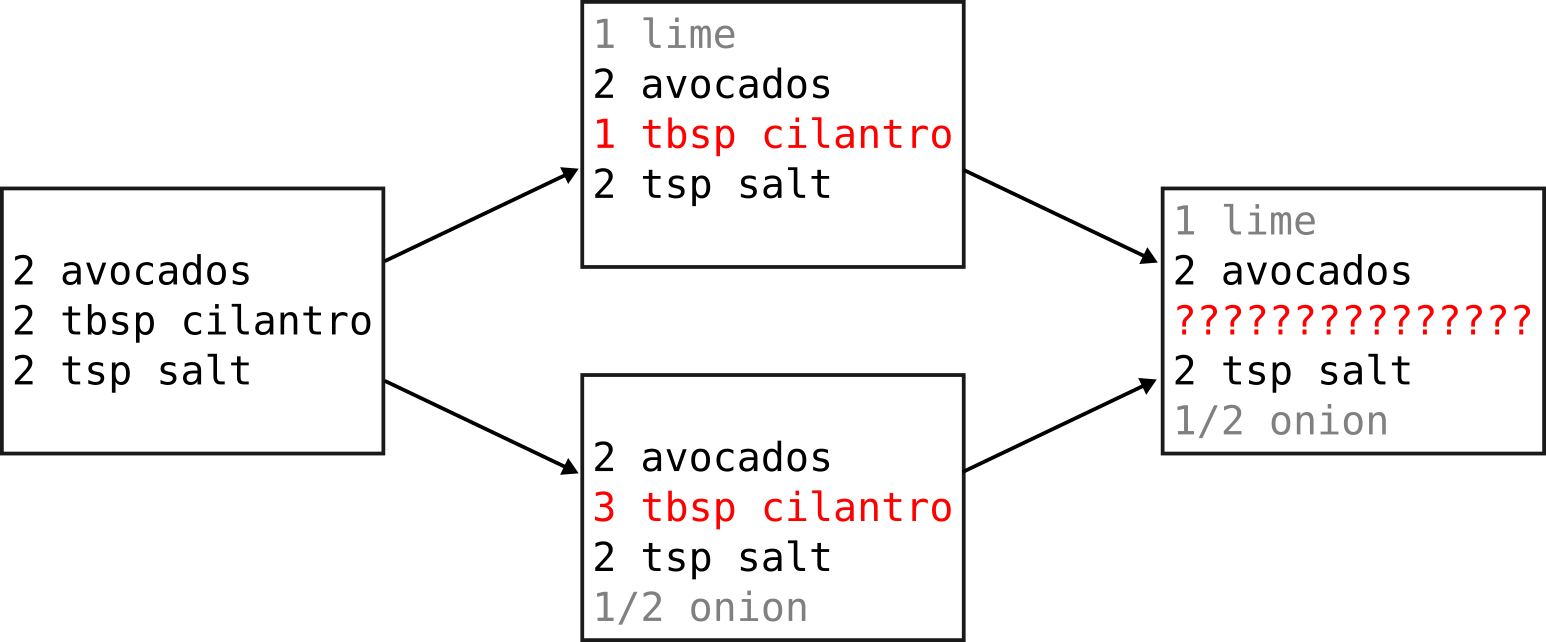 2 avocados
2 tbsp cilantro
2 tsp salt
1 lime
2 avocados
1 tbsp cilantro
2 tsp salt
2 avocados
3 tbsp cilantro
2 tsp salt
1/2 onion
1 lime
2 avocados
???????????????
2 tsp salt
1/2 onion